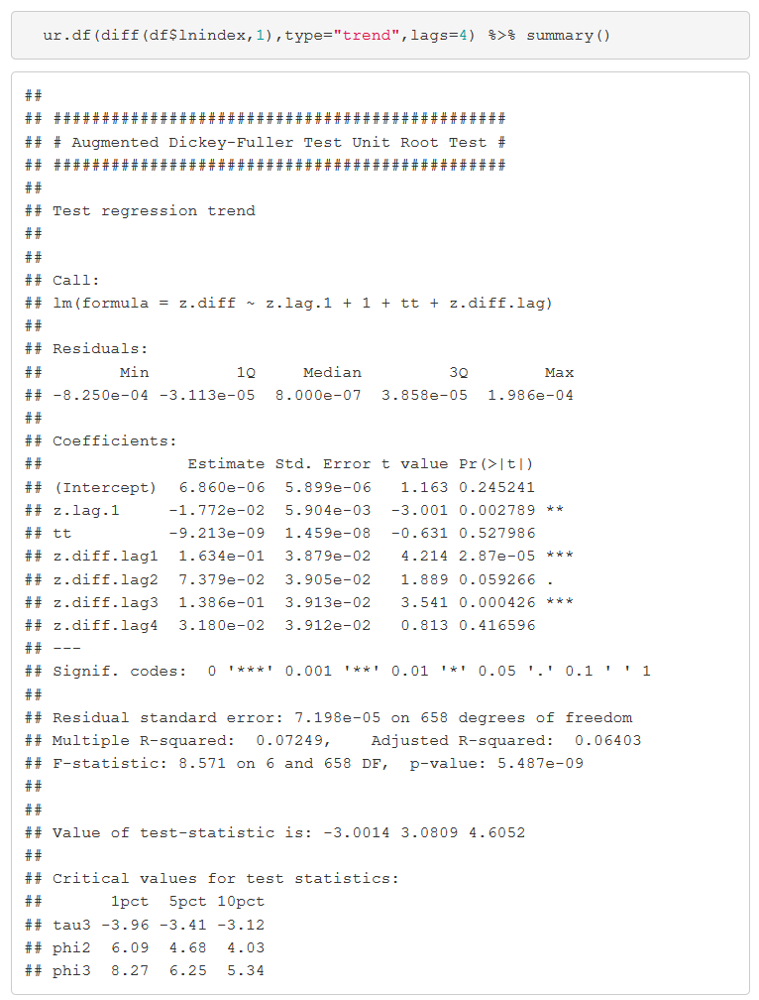 ur.df(diff(df$lnindex,1),type="trend",lags=4) %>% summary()
##
## ###############################################
## # Augmented Dickey-Fuller Test Unit Root Test #
## ###############################################
##
## Test regression trend
##
##
## Call:
## lm(formula = z.diff ~ z.lag.1 + 1 + tt + z.diff.lag)
##
## Residuals:
##        Min         1Q     Median         3Q        Max
## -8.250e-04 -3.113e-05  8.000e-07  3.858e-05  1.986e-04
##
## Coefficients:
##               Estimate Std. Error t value Pr(>|t|)
## (Intercept)  6.860e-06  5.899e-06   1.163 0.245241
## z.lag.1     -1.772e-02  5.904e-03  -3.001 0.002789 **
## tt          -9.213e-09  1.459e-08  -0.631 0.527986
## z.diff.lag1  1.634e-01  3.879e-02   4.214 2.87e-05 ***
## z.diff.lag2  7.379e-02  3.905e-02   1.889 0.059266 .
## z.diff.lag3  1.386e-01  3.913e-02   3.541 0.000426 ***
## z.diff.lag4  3.180e-02  3.912e-02   0.813 0.416596
## ---
## Signif. codes:  0 '***' 0.001 '**' 0.01 '*' 0.05 '.' 0.1 ' ' 1
##
## Residual standard error: 7.198e-05 on 658 degrees of freedom
## Multiple R-squared:  0.07249,    Adjusted R-squared:  0.06403
## F-statistic: 8.571 on 6 and 658 DF,  p-value: 5.487e-09
##
##
## Value of test-statistic is: -3.0014 3.0809 4.6052
##
## Critical values for test statistics:
##       1pct  5pct 10pct
## tau3 -3.96 -3.41 -3.12
## phi2  6.09  4.68  4.03
## phi3  8.27  6.25  5.34